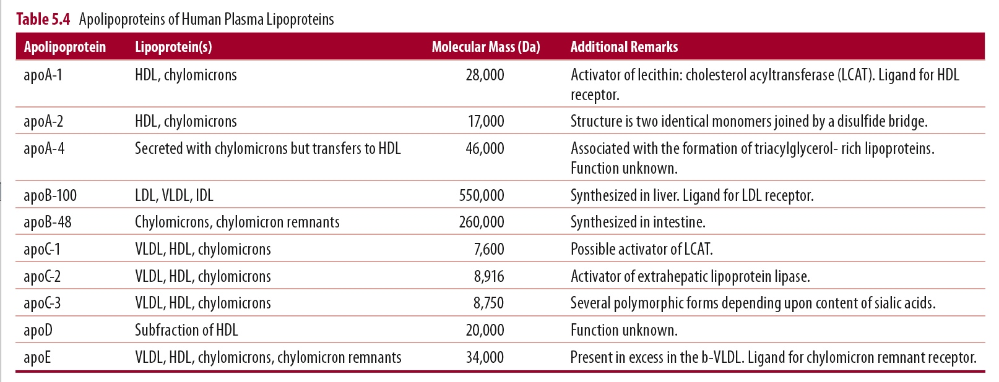 Table 5.4 Apolipoproteins of Human Plasma Lipoproteins
Apolipoprotein Lipoprotein(s) Molecular Mass (Da) Additional Remarks
apoA-1 HDL, chylomicrons 28,000 Activator of lecithin: cholesterol acyltransferase (LCAT). Ligand for HDL
receptor.
apoA-2 HDL, chylomicrons 17,000 Structure is two identical monomers joined by a disulfide bridge.
apoA-4 Secreted with chylomicrons but transfers to HDL 46,000 Associated with the formation of triacylglycerol- rich lipoproteins.
Function unknown.
apoB-100 LDL, VLDL, IDL 550,000 Synthesized in liver. Ligand for LDL receptor.
apoB-48 Chylomicrons, chylomicron remnants 260,000 Synthesized in intestine.
apoC-1 VLDL, HDL, chylomicrons 7,600 Possible activator of LCAT.
apoC-2 VLDL, HDL, chylomicrons 8,916 Activator of extrahepatic lipoprotein lipase.
apoC-3 VLDL, HDL, chylomicrons 8,750 Several polymorphic forms depending upon content of sialic acids.
apoD Subfraction of HDL 20,000 Function unknown.
apoE VLDL, HDL, chylomicrons, chylomicron remnants 34,000 Present in excess in the b-VLDL. Ligand for chylomicron remnant receptor.